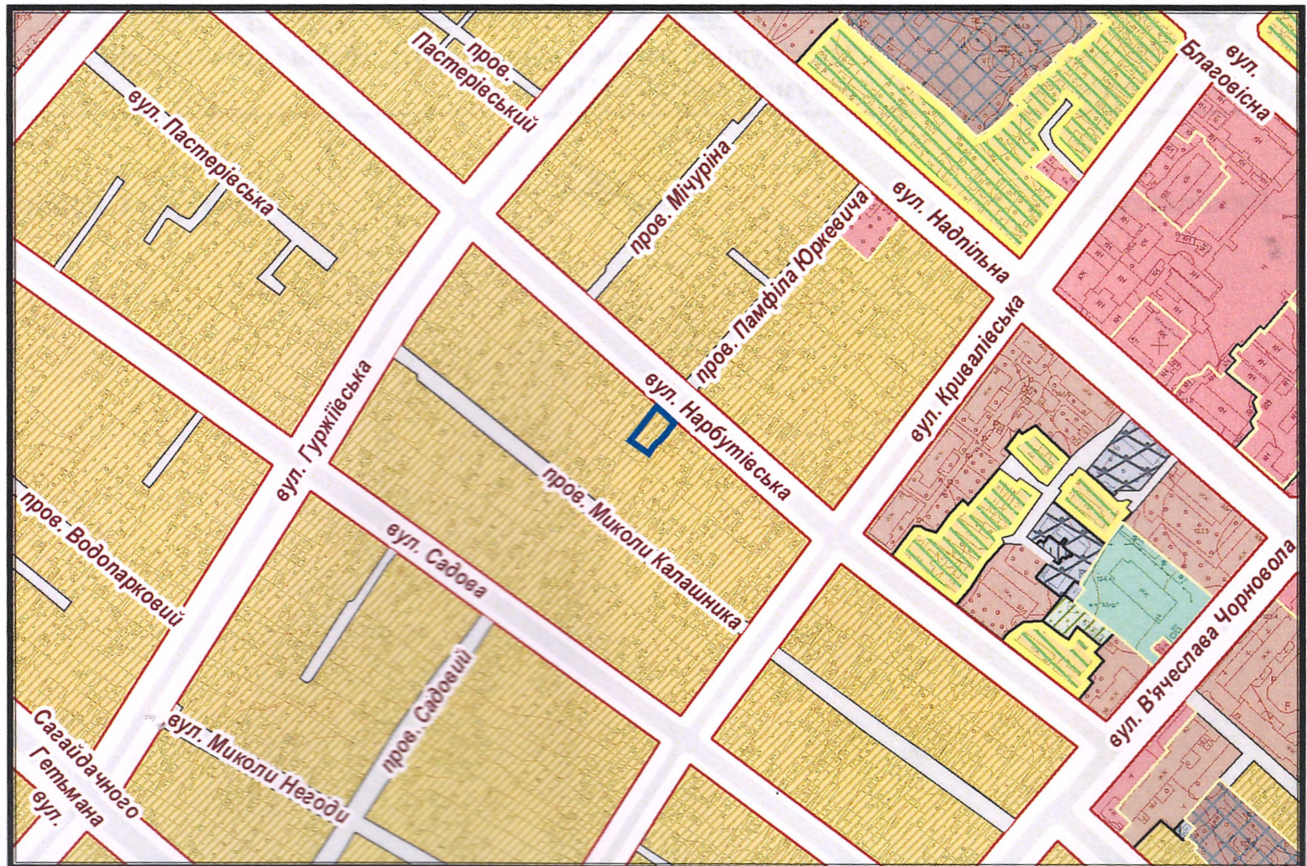 пров.
Пастерівський
вул.
Благовісна
вул. Пастерівська
пров. Мічуріна
вул. Надпільна
пров. Памфіла Юркевича
вул. Кривалівська
вул. Гуржіївська
вул. Нарбутівська
пров. Миколи Калашника
пров. Водопарковий
вул. Садова
вул. В'ячеслава Чорновола
пров. Садовий
вул. Миколи Негоди
Сагайдачного
Гетьмана
вул.